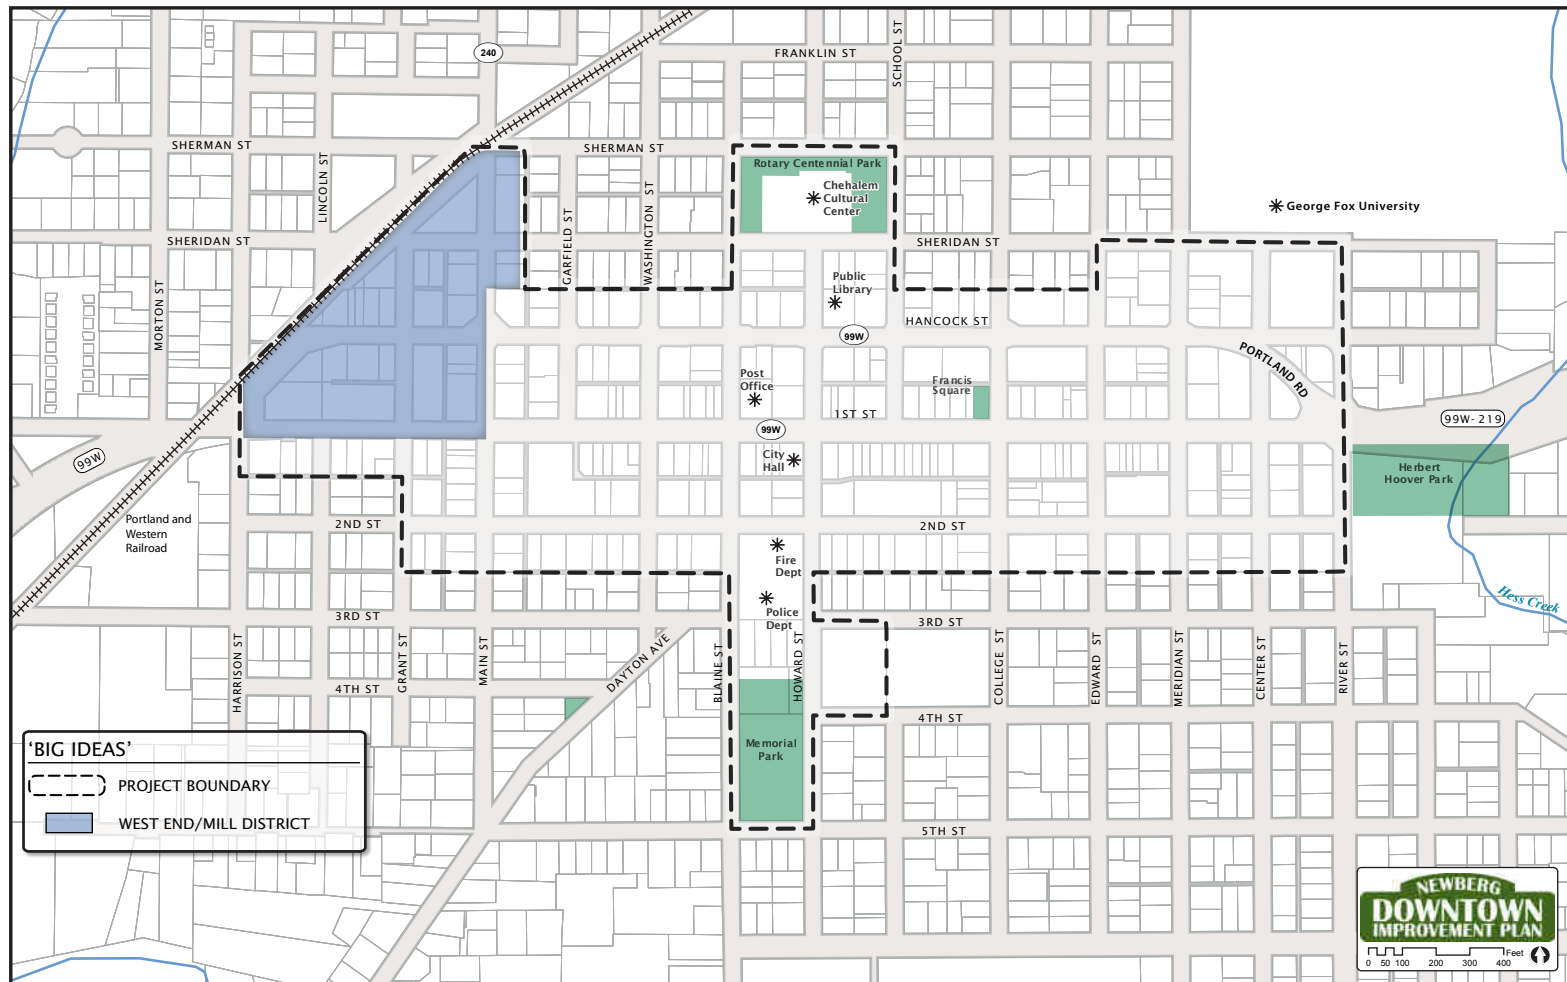 240
FRANKLIN ST
SCHOOL ST
SHERMAN ST
SHERMAN ST
LINCOLN ST
Rotary Centennial Park
Chehalem
Cultural
Center
George Fox University
GARFIELD ST
WASHINGTON ST
SHERIDAN ST
SHERIDAN ST
MORTON ST
Public
Library
HANCOCK ST
99W
PORTLAND RD
Post
Office
Francis
Square
1ST ST
99W
99W-219
99W
City
Hall
Herbert
Hoover Park
Portland and
Western
Railroad
2ND ST
2ND ST
Fire
Dept
Police
Dept
Hess Creek
3RD ST
3RD ST
HARRISON ST
GRANT ST
MAIN ST
DAYTON AVE
BLAINE ST
HOWARD ST
COLLEGE ST
EDWARD ST
MERIDIAN ST
CENTER ST
RIVER ST
4TH ST
4TH ST
Memorial
Park
5TH ST
'BIG IDEAS'
PROJECT BOUNDARY
WEST END/MILL DISTRICT
NEWBERG
DOWNTOWN
IMPROVEMENT PLAN
Feet
0 50 100 200 300 400